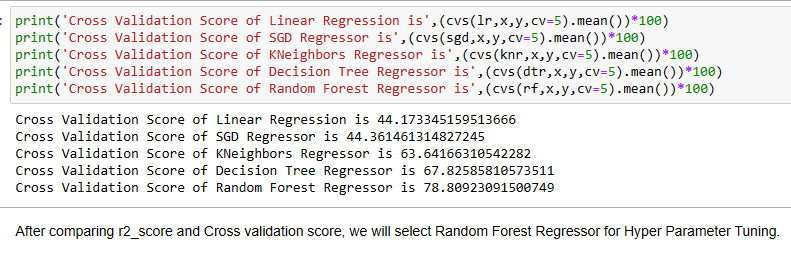 print('Cross Validation Score of Linear Regression is',(cvs(lr,x,y,cv=5).mean())*100)
print('Cross Validation Score of SGD Regressor is',(cvs(sgd,x,y,cv=5).mean())*100)
print('Cross Validation Score of KNeighbors Regressor is',(cvs(knr,x,y,cv=5).mean())*100)
print('Cross Validation Score of Decision Tree Regressor is',(cvs(dtr,x,y,cv=5).mean())*100)
print('Cross Validation Score of Random Forest Regressor is',(cvs(rf,x,y,cv=5).mean())*100)
Cross Validation Score of Linear Regression is 44.173345159513666
Cross Validation Score of SGD Regressor is 44.361461314827245
Cross Validation Score of KNeighbors Regressor is 63.64166310542282
Cross Validation Score of Decision Tree Regressor is 67.82585810573511
Cross Validation Score of Random Forest Regressor is 78.80923091500749
After comparing r2_score and Cross validation score, we will select Random Forest Regressor for Hyper Parameter Tuning.